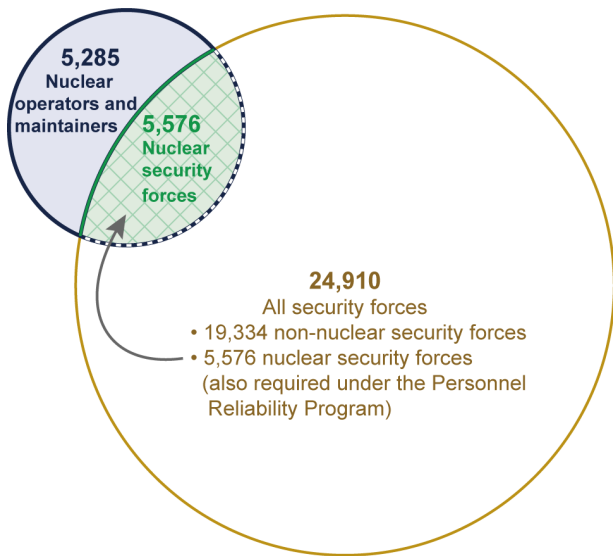 5,285
Nuclear
operators and
maintainers
5,576
Nuclear
security
forces
24,910
All security forces
• 19,334 non-nuclear security forces
• 5,576 nuclear security forces
(also required under the Personnel
Reliability Program)